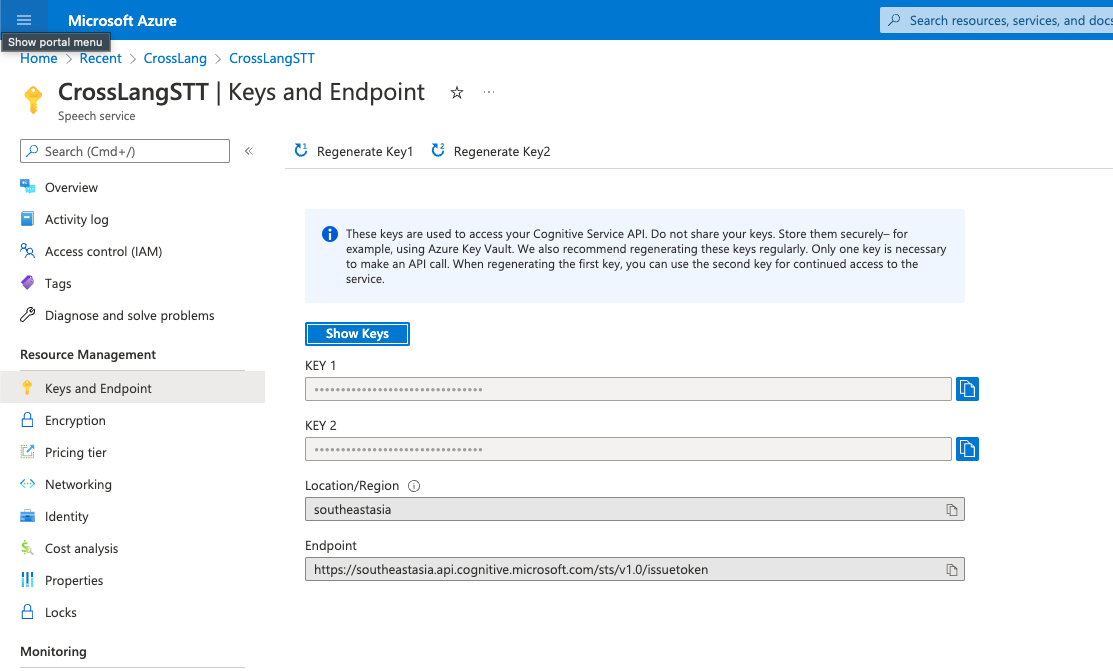 Microsoft Azure
Search resources, services, and docs
Show portal menu
Home > Recent > CrossLang > CrossLangSTT
CrossLangSTT | Keys and Endpoint
Speech service
Search (Cmd+/)
Regenerate Key1
Regenerate Key2
Overview
Activity log
Access control (IAM)
Tags
Diagnose and solve problems
Resource Management
Keys and Endpoint
Encryption
Pricing tier
Networking
Identity
Cost analysis
Properties
Locks
Monitoring
These keys are used to access your Cognitive Service API. Do not share your keys. Store them securely– for
example, using Azure Key Vault. We also recommend regenerating these keys regularly. Only one key is necessary
to make an API call. When regenerating the first key, you can use the second key for continued access to the
service.
Show Keys
KEY 1
••••••••••••••••••••••••••••••••
KEY 2
••••••••••••••••••••••••••••••••
Location/Region
southeastasia
Endpoint
https://southeastasia.api.cognitive.microsoft.com/sts/v1.0/issuetoken